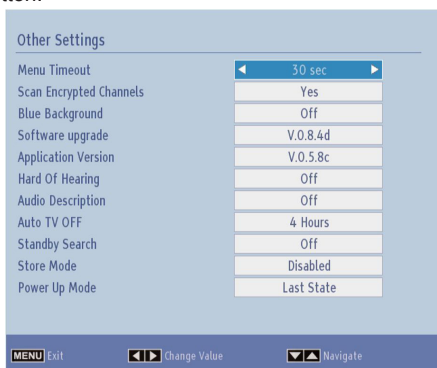 Other Settings
Menu Timeout 30 sec
Scan Encrypted Channels Yes
Blue Background Off
Software upgrade V.0.8.4d
Application Version V.0.5.8c
Hard Of Hearing Off
Audio Description Off
Auto TV OFF 4 Hours
Standby Search Off
Store Mode Disabled
Power Up Mode Last State
MENU Exit Change Value Navigate